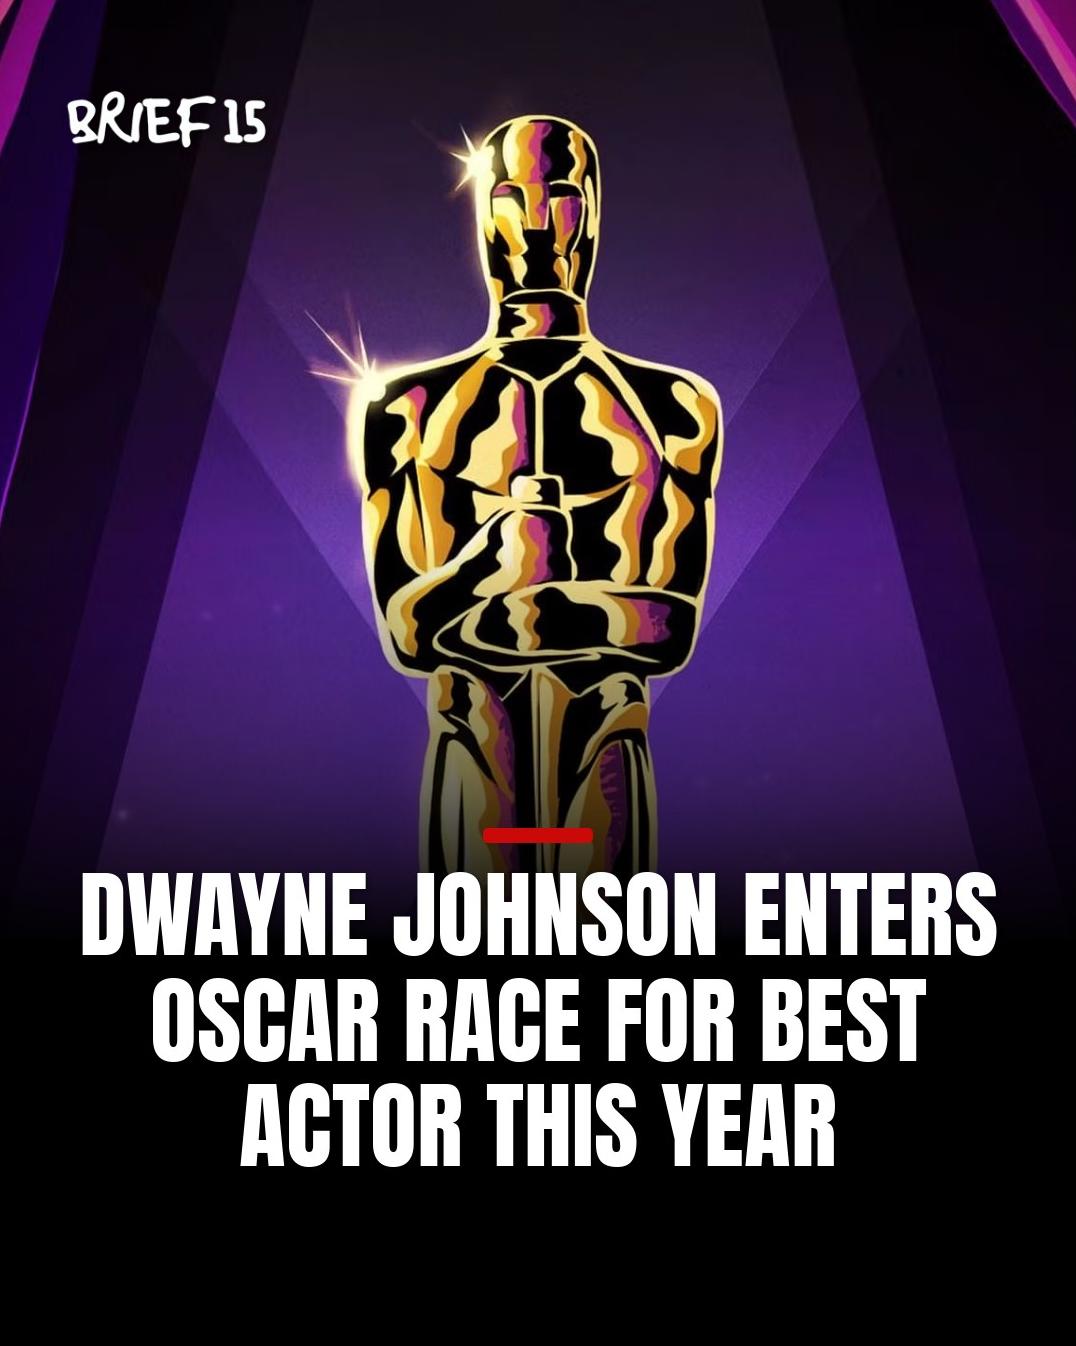 BRIEF 15
DWAYNE JOHNSON ENTERS
OSCAR RACE FOR BEST
ACTOR THIS YEAR